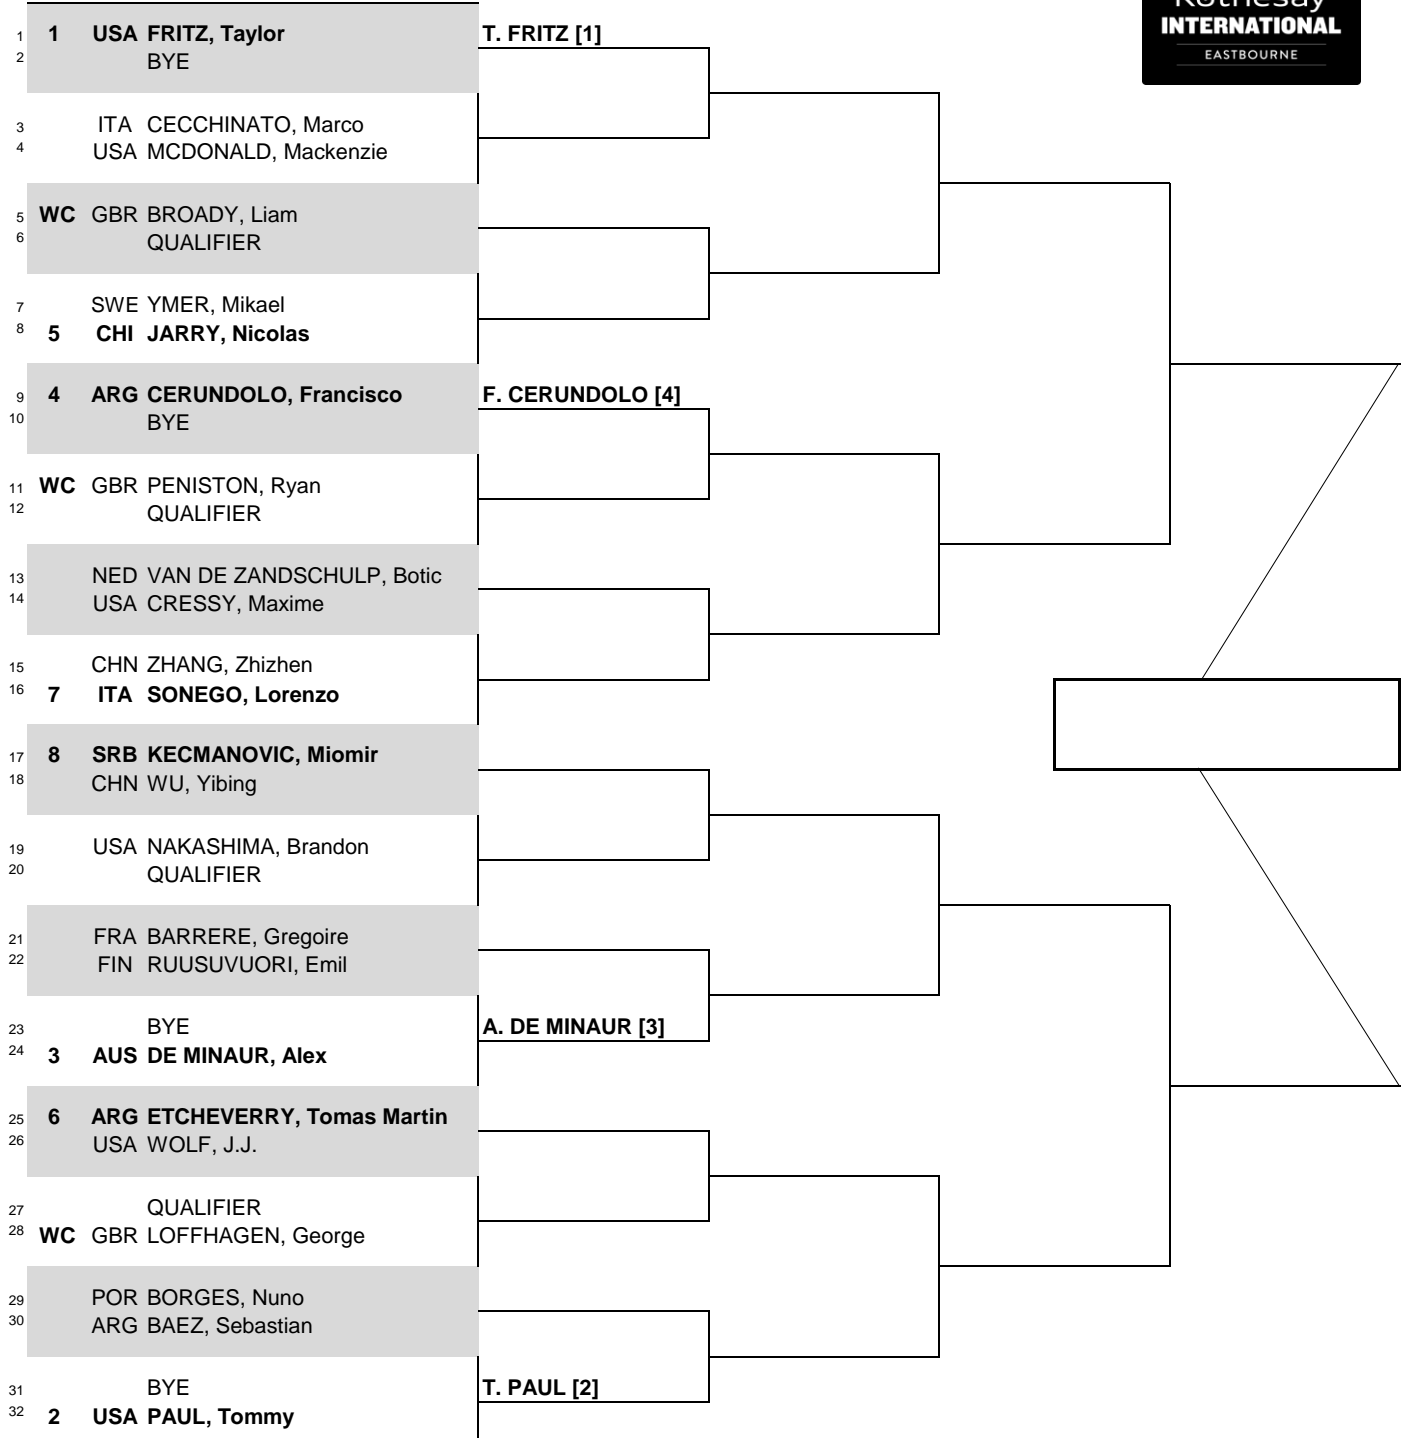 Rothesay
INTERNATIONAL
EASTBOURNE
1 1 USA FRITZ, Taylor T. FRITZ [1]
2 BYE
3 ITA CECCHINATO, Marco
4 USA MCDONALD, Mackenzie
5 WC GBR BROADY, Liam
6 QUALIFIER
7 SWE YMER, Mikael
8 5 CHI JARRY, Nicolas
9 4 ARG CERUNDOLO, Francisco F. CERUNDOLO [4]
10 BYE
11 WC GBR PENISTON, Ryan
12 QUALIFIER
13 NED VAN DE ZANDSCHULP, Botic
14 USA CRESSY, Maxime
15 CHN ZHANG, Zhizhen
16 7 ITA SONEGO, Lorenzo
17 8 SRB KECMANOVIC, Miomir
18 CHN WU, Yibing
19 USA NAKASHIMA, Brandon
20 QUALIFIER
21 FRA BARRERE, Gregoire
22 FIN RUUSUVUORI, Emil
23 BYE A. DE MINAUR [3]
24 3 AUS DE MINAUR, Alex
25 6 ARG ETCHEVERRY, Tomas Martin
26 USA WOLF, J.J.
27 QUALIFIER
28 WC GBR LOFFHAGEN, George
29 POR BORGES, Nuno
30 ARG BAEZ, Sebastian
31 BYE T. PAUL [2]
32 2 USA PAUL, Tommy